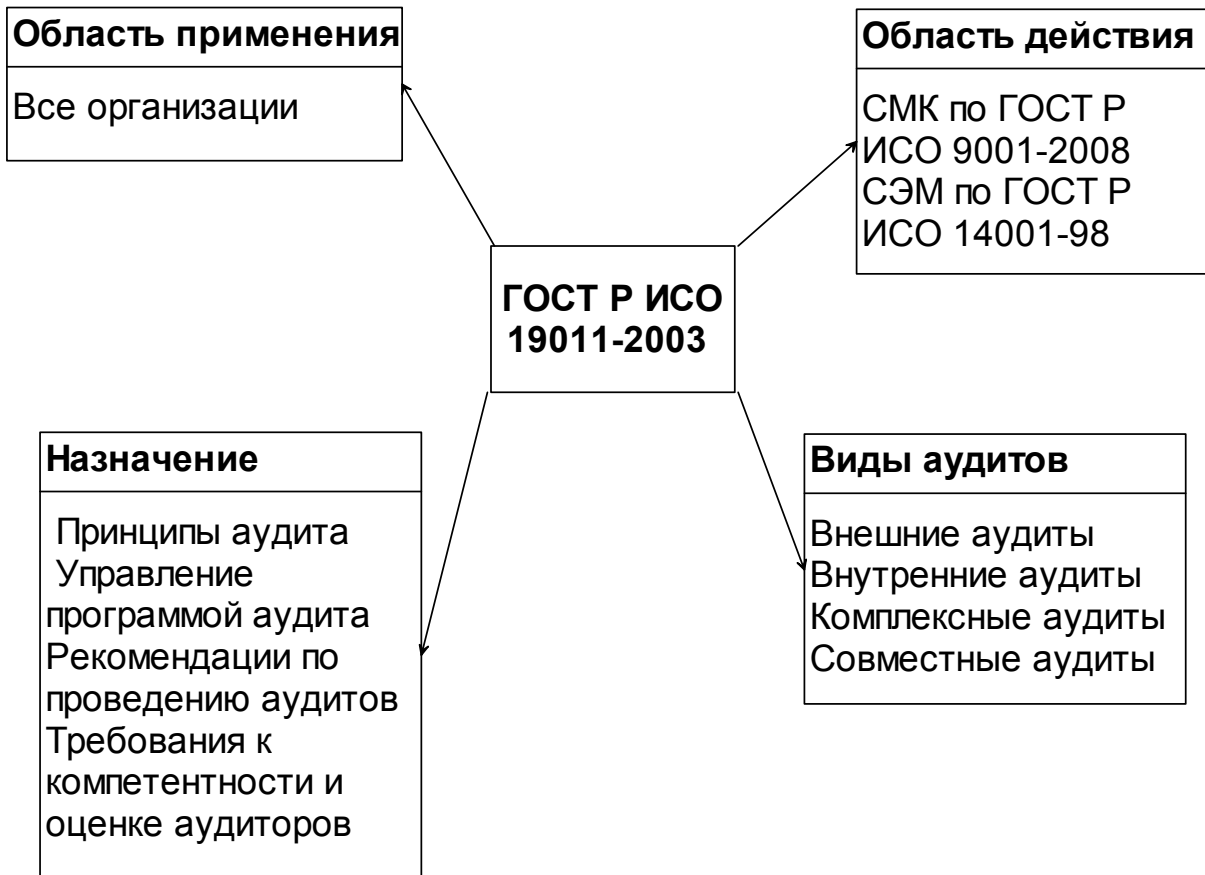 Область применения
Все организации
Область действия
СМК по ГОСТ Р
ИСО 9001-2008
СЭМ по ГОСТ Р
ИСО 14001-98
ГОСТ Р ИСО
19011-2003
Назначение
Принципы аудита
Управление
программой аудита
Рекомендации по
проведению аудитов
Требования к
компетентности и
оценке аудиторов
Виды аудитов
Внешние аудиты
Внутренние аудиты
Комплексные аудиты
Совместные аудиты